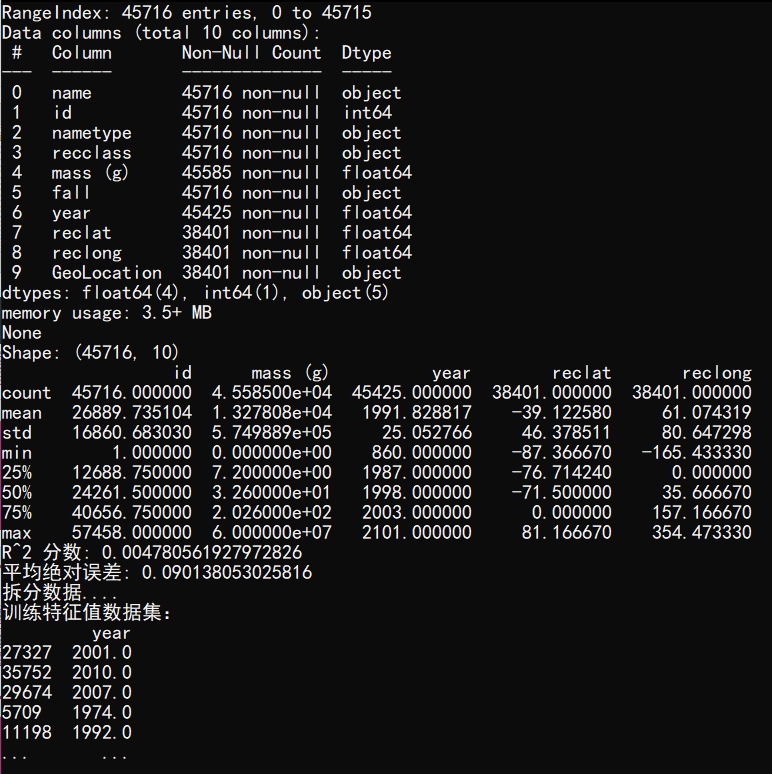 RangeIndex: 45716 entries, 0 to 45715
Data columns (total 10 columns):
 #   Column       Non-Null Count  Dtype
---  ------       --------------  -----
 0   name         45716 non-null  object
 1   id           45716 non-null  int64
 2   nametype     45716 non-null  object
 3   recclass     45716 non-null  object
 4   mass (g)     45585 non-null  float64
 5   fall         45716 non-null  object
 6   year         45425 non-null  float64
 7   reclat       38401 non-null  float64
 8   reclong      38401 non-null  float64
 9   GeoLocation  38401 non-null  object
dtypes: float64(4), int64(1), object(5)
memory usage: 3.5+ MB
None
Shape: (45716, 10)
                 id      mass (g)          year        reclat       reclong
count  45716.000000  4.558500e+04  45425.000000  38401.000000  38401.000000
mean   26889.735104  1.327808e+04   1991.828817    -39.122580     61.074319
std    16860.683030  5.749889e+05     25.052766     46.378511     80.647298
min        1.000000  0.000000e+00    860.000000    -87.366670   -165.433330
25%    12688.750000  7.200000e+00   1987.000000    -76.714240      0.000000
50%    24261.500000  3.260000e+01   1998.000000    -71.500000     35.666670
75%    40656.750000  2.026000e+02   2003.000000      0.000000    157.166670
max    57458.000000  6.000000e+07   2101.000000     81.166670    354.473330
R^2 分数: 0.004780561927972826
平均绝对误差: 0.090138053025816
拆分数据....
训练特征值数据集:
         year
27327  2001.0
35752  2010.0
29674  2007.0
5709   1974.0
11198  1992.0
...       ...